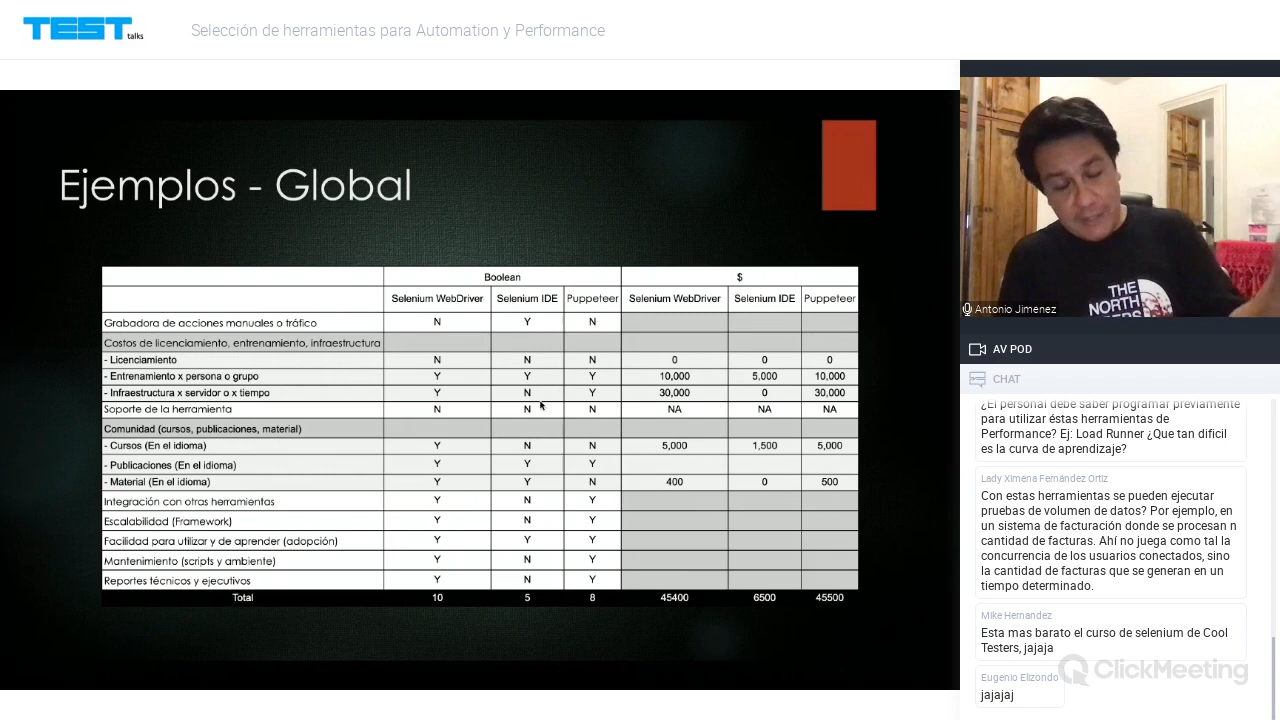 TEST talks
Selección de herramientas para Automation y Performance
Ejemplos - Global
Boolean $
Selenium WebDriver Selenium IDE Puppeteer Selenium WebDriver Selenium IDE Puppeteer
Grabadora de acciones manuales o tráfico N Y N
Costos de licenciamiento, entrenamiento, infraestructura
- Licenciamiento N N N 0 0 0
- Entrenamiento x persona o grupo Y Y Y 10,000 5,000 10,000
- Infraestructura x servidor o x tiempo Y N Y 30,000 0 30,000
Soporte de la herramienta N N N NA NA NA
Comunidad (cursos, publicaciones, material)
- Cursos (En el idioma) Y N N 5,000 1,500 5,000
- Publicaciones (En el idioma) Y Y Y
- Material (En el idioma) Y Y N 400 0 500
Integración con otras herramientas Y N Y
Escalabilidad (Framework) Y N Y
Facilidad para utilizar y de aprender (adopción) Y Y Y
Mantenimiento (scripts y ambiente) Y N Y
Reportes técnicos y ejecutivos Y N Y
Total 10 5 8 45400 6500 45500
THE
NORTH
Antonio Jimenez
AV POD
CHAT
¿El personal debe saber programar previamente
para utilizar éstas herramientas de
Performance? Ej: Load Runner ¿Que tan dificil
es la curva de aprendizaje?
Lady Ximena Fernández Ortiz
Con estas herramientas se pueden ejecutar
pruebas de volumen de datos? Por ejemplo, en
un sistema de facturación donde se procesan n
cantidad de facturas. Ahí no juega como tal la
concurrencia de los usuarios conectados, sino
la cantidad de facturas que se generan en un
tiempo determinado.
Mike Hernandez
Esta mas barato el curso de selenium de Cool
Testers, jajaja
Eugenio Elizondo
jajajaj
ClickMeeting